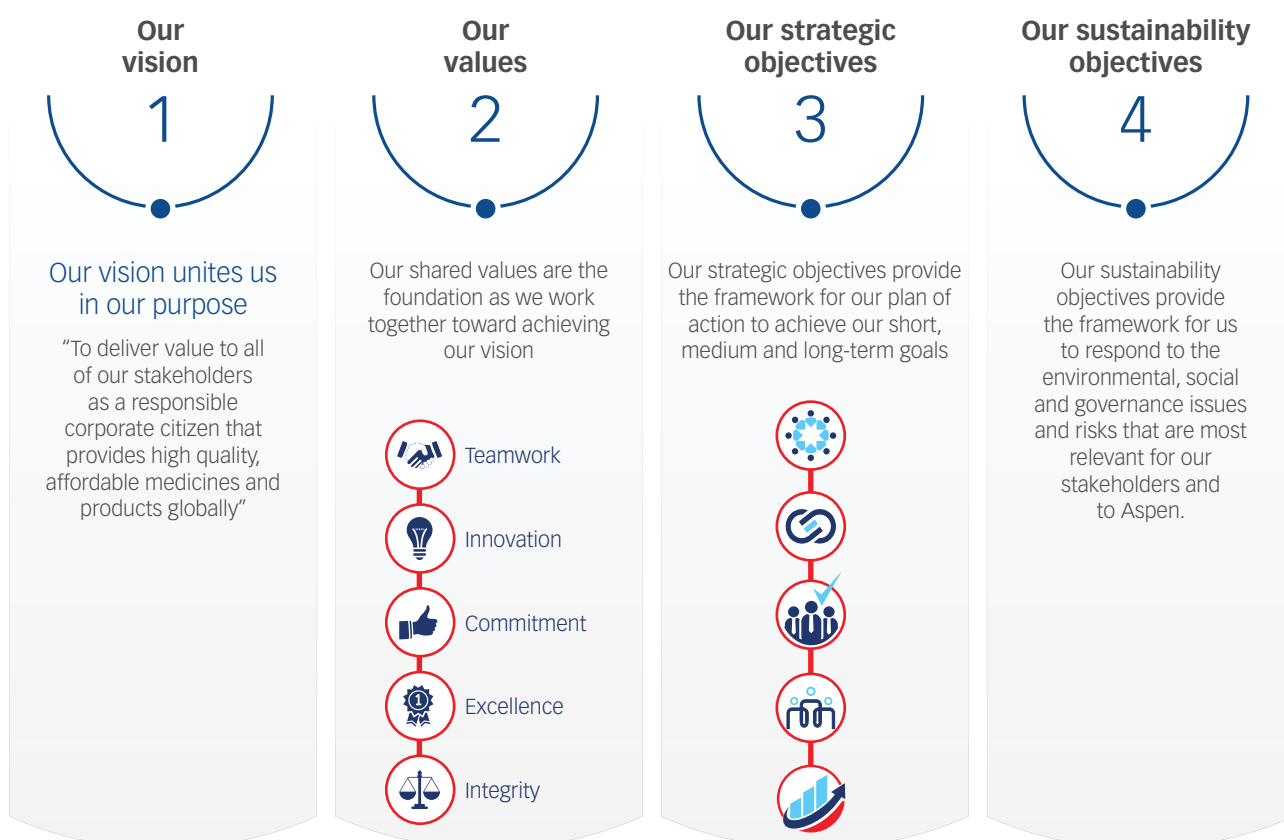 Our
vision
1
Our vision unites us
in our purpose
“To deliver value to all
of our stakeholders
as a responsible
corporate citizen that
provides high quality,
affordable medicines and
products globally”
Our
values
2
Our shared values are the
foundation as we work
together toward achieving
our vision
Teamwork
Innovation
Commitment
1
Excellence
Integrity
Our strategic
objectives
3
Our strategic objectives provide
the framework for our plan of
action to achieve our short,
medium and long-term goals
Our sustainability
objectives
4
Our sustainability
objectives provide
the framework for us
to respond to the
environmental, social
and governance issues
and risks that are most
relevant for our
stakeholders and
to Aspen.